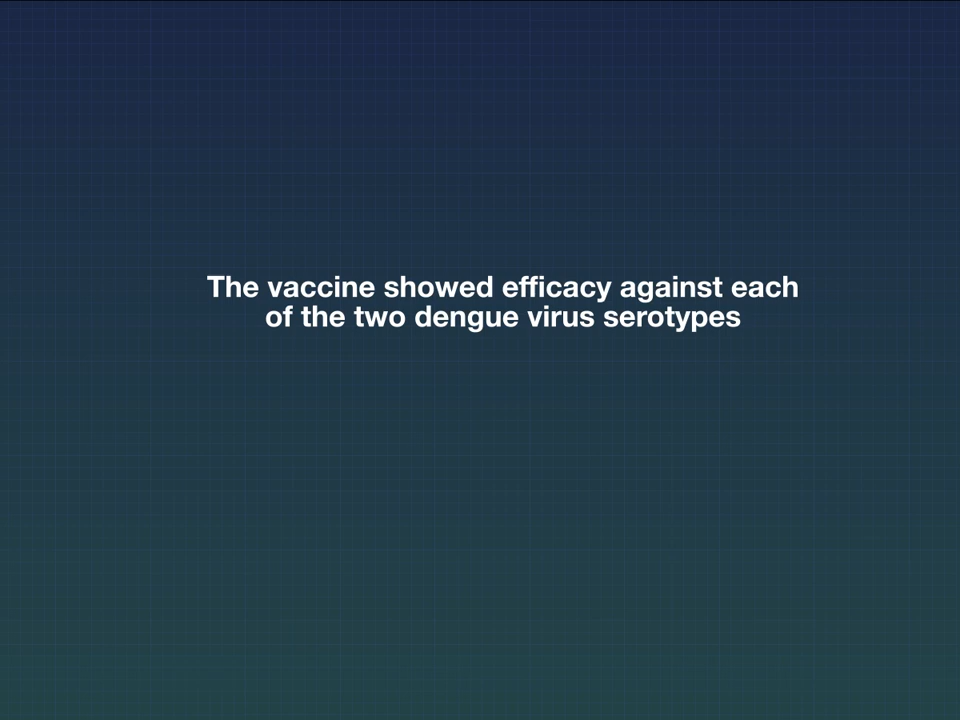 The vaccine showed efficacy against each
of the two dengue virus serotypes